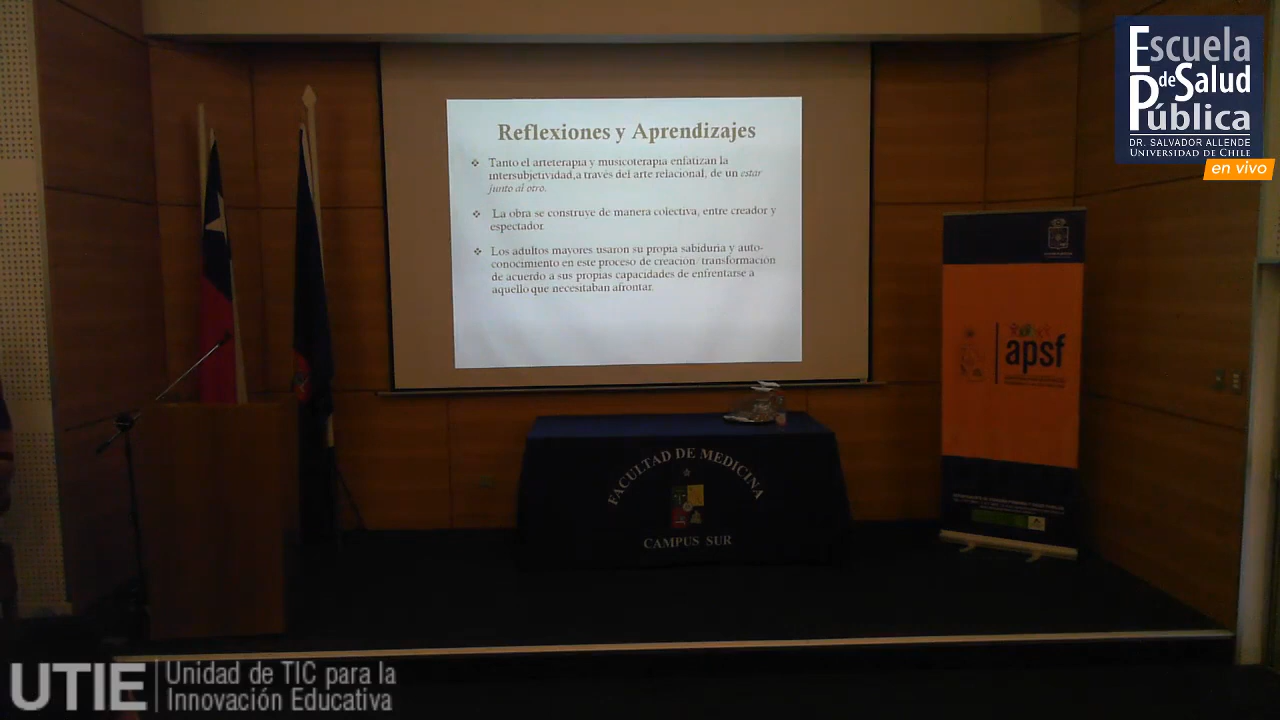 Escuela
de Salud
Pública
DR. SALVADOR ALLENDE
UNIVERSIDAD DE CHILE
en vivo
Reflexiones y Aprendizajes
❖ Tanto el arteterapia y musicoterapia enfatizan la
intersubjetividad,a través del arte relacional, de un estar
junto al otro.
❖ La obra se construye de manera colectiva, entre creador y
espectador
❖ Los adultos mayores usaron su propia sabiduría y auto-
conocimiento en este proceso de creación/ transformación
de acuerdo a sus propias capacidades de enfrentarse a
aquello que necesitaban afrontar.
apsf
FACULTAD DE MEDICINA
CAMPUS SUR
UTIE
Unidad de TIC para la
Innovación Educativa